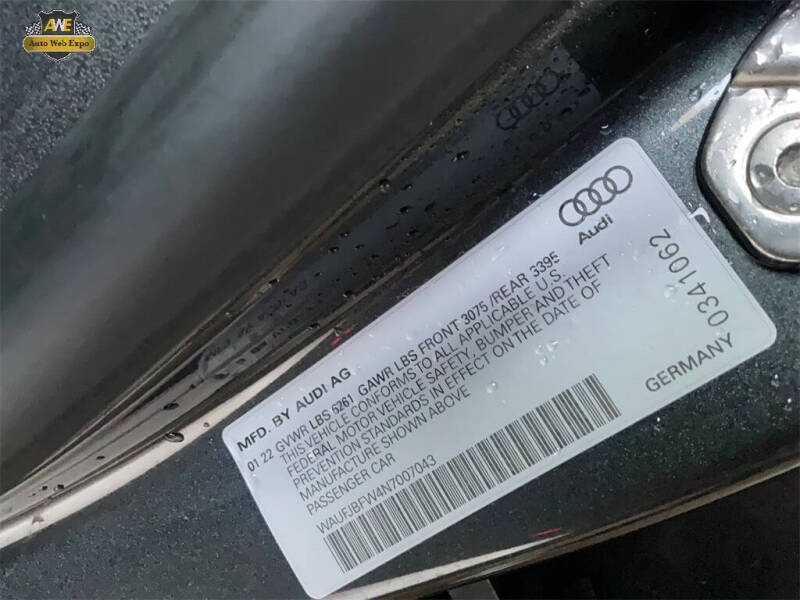 AWE
Auto Web Expo
Audi
MFD. BY AUDI AG
01 22 GVWR LBS 6261 GAWR LBS FRONT 3075 /REAR 3395
THIS VEHICLE CONFORMS TO ALL APPLICABLE U.S.
FEDERAL MOTOR VEHICLE SAFETY, BUMPER AND THEFT
PREVENTION STANDARDS IN EFFECT ON THE DATE OF
MANUFACTURE SHOWN ABOVE
PASSENGER CAR
WAUFJBFW4N7007043
GERMANY
0341062